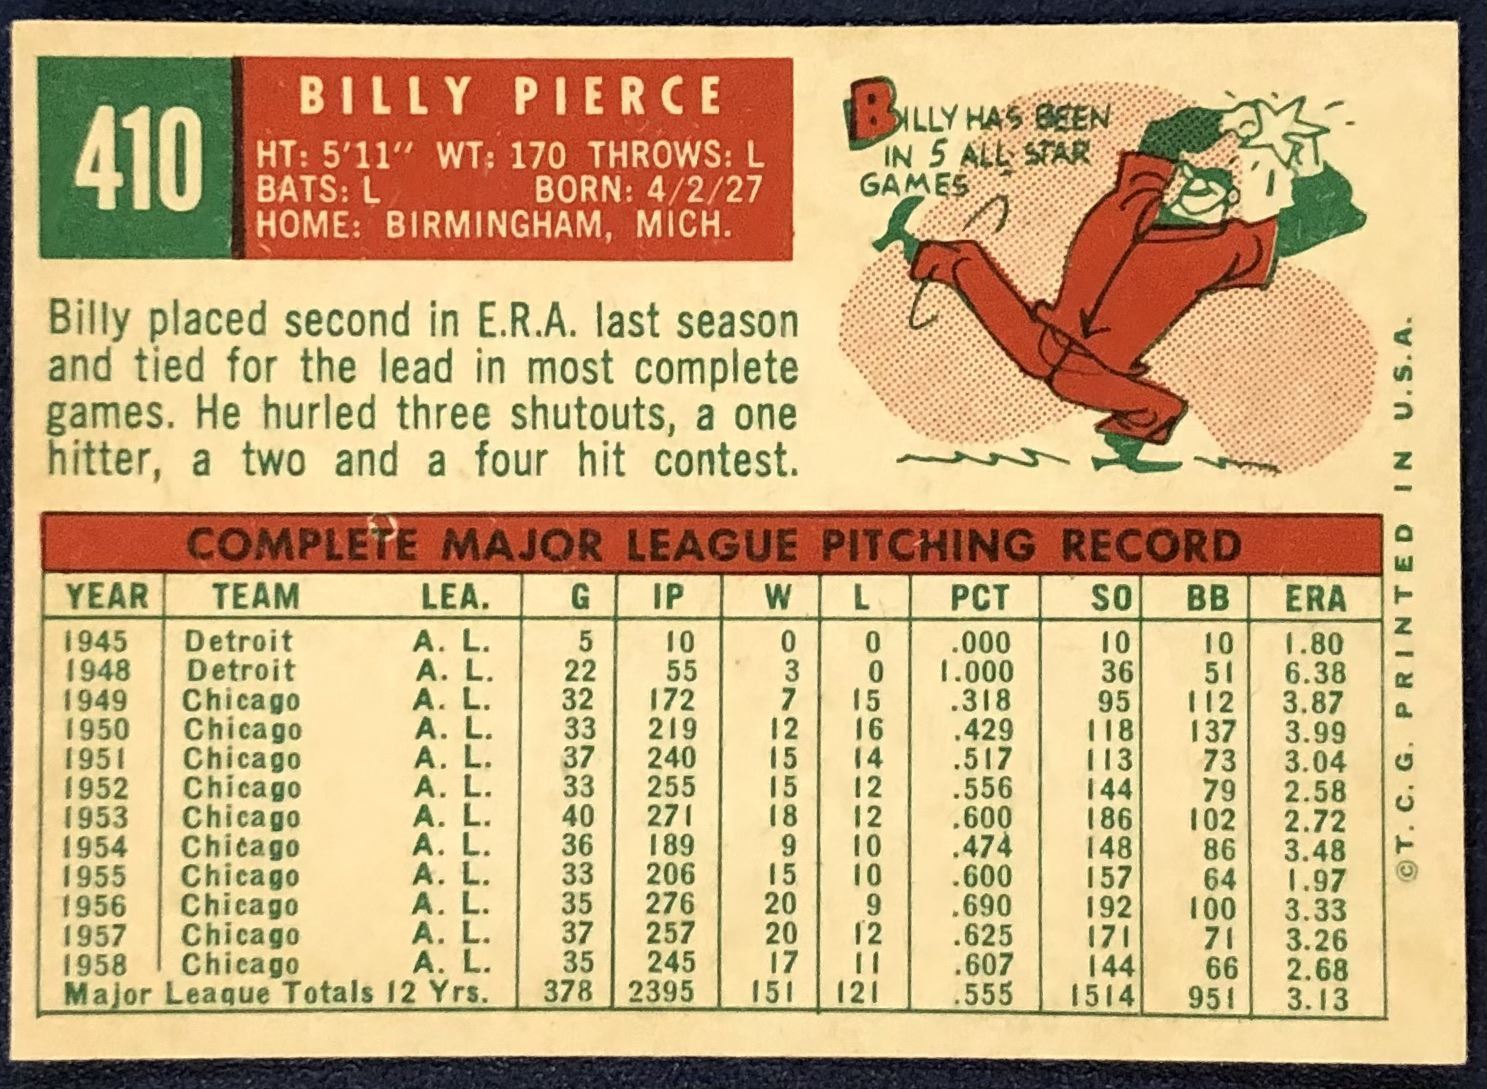 410
BILLY PIERCE
HT: 5'11" WT: 170 THROWS: L
BATS: L BORN: 4/2/27
HOME: BIRMINGHAM, MICH.
BILLY HAS BEEN
IN 5 ALL STAR
GAMES
Billy placed second in E.R.A. last season
and tied for the lead in most complete
games. He hurled three shutouts, a one
hitter, a two and a four hit contest.
COMPLETE MAJOR LEAGUE PITCHING RECORD
YEAR TEAM LEA. G IP W L PCT SO BB ERA
1945 Detroit A. L. 5 10 0 0 .000 10 10 1.80
1948 Detroit A. L. 22 55 3 0 1.000 36 51 6.38
1949 Chicago A. L. 32 172 7 15 .318 95 112 3.87
1950 Chicago A. L. 33 219 12 16 .429 118 137 3.99
1951 Chicago A. L. 37 240 15 14 .517 113 73 3.04
1952 Chicago A. L. 33 255 15 12 .556 144 79 2.58
1953 Chicago A. L. 40 271 18 12 .600 186 102 2.72
1954 Chicago A. L. 36 189 9 10 .474 148 86 3.48
1955 Chicago A. L. 33 206 15 10 .600 157 64 1.97
1956 Chicago A. L. 35 276 20 9 .690 192 100 3.33
1957 Chicago A. L. 37 257 20 12 .625 171 71 3.26
1958 Chicago A. L. 35 245 17 11 .607 144 66 2.68
Major League Totals 12 Yrs. 378 2395 151 121 .555 1514 951 3.13
©T.C.G. PRINTED IN U.S.A.